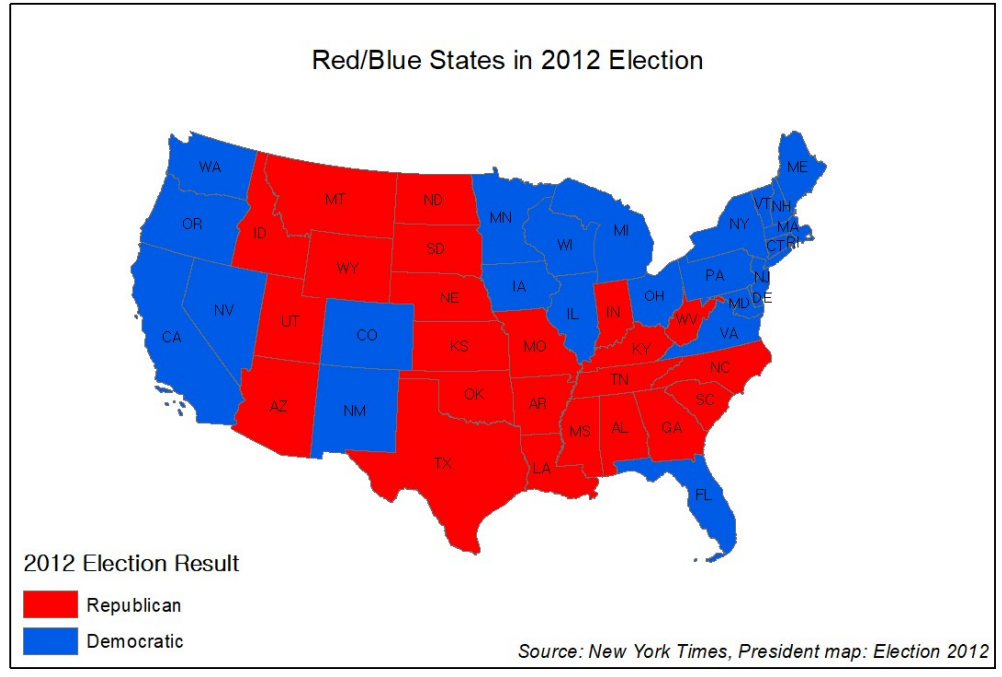 Red/Blue States in 2012 Election
WA
MT
ND
MN
ME
OR
ID
SD
WI
MI
NY
VT
NH
MA
CT
RI
WY
NE
IA
PA
NJ
NV
UT
CO
IL
IN
OH
MD
DE
CA
KS
MO
WV
VA
KY
AZ
NM
OK
AR
TN
NC
SC
TX
LA
MS
AL
GA
FL
2012 Election Result
Republican
Democratic
Source: New York Times, President map: Election 2012